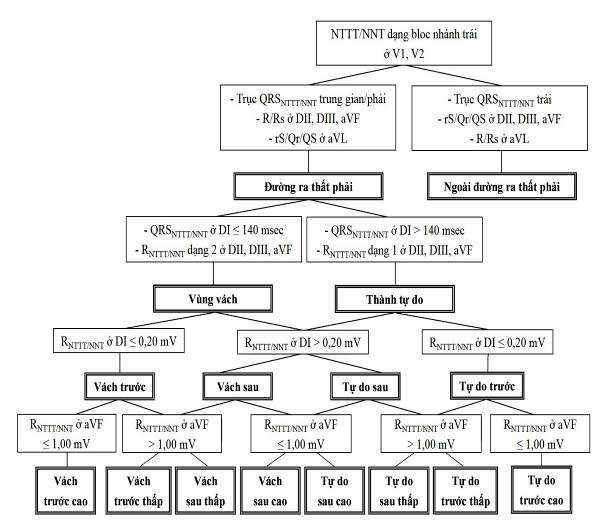 NTTT/NNT dạng bloc nhánh trái
ở V1, V2
- Trục QRSNTTT/NNT trung gian/phải
- R/Rs ở DII, DIII, aVF
- rS/Qr/QS ở aVL
- Trục QRSNTTT/NNT trái
- rS/Qr/QS ở DII, DIII, aVF
- R/Rs ở aVL
Đường ra thất phải
Ngoài đường ra thất phải
- QRSNTTT/NNT ở DI ≤ 140 msec
- RNTTT/NNT dạng 2 ở DII, DIII, aVF
- QRSNTTT/NNT ở DI > 140 msec
- RNTTT/NNT dạng 1 ở DII, DIII, aVF
Vùng vách
Thành tự do
RNTTT/NNT ở DI ≤ 0,20 mV
RNTTT/NNT ở DI > 0,20 mV
RNTTT/NNT ở DI ≤ 0,20 mV
Vách trước
Vách sau
Tự do sau
Tự do trước
RNTTT/NNT ở aVF
≤ 1,00 mV
RNTTT/NNT ở aVF
> 1,00 mV
RNTTT/NNT ở aVF
≤ 1,00 mV
RNTTT/NNT ở aVF
> 1,00 mV
RNTTT/NNT ở aVF
≤ 1,00 mV
Vách
trước cao
Vách
trước thấp
Vách
sau thấp
Vách
sau cao
Tự do
sau cao
Tự do
sau thấp
Tự do
trước thấp
Tự do
trước cao